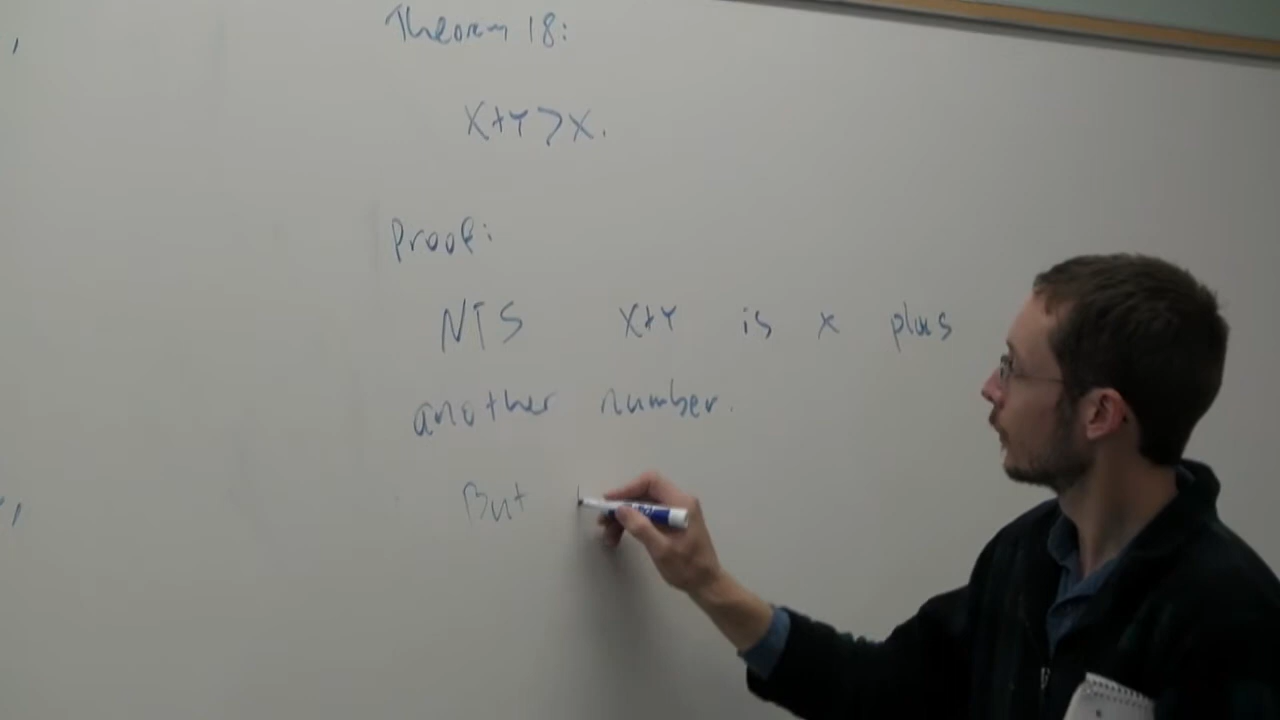 Theorem 18:
X+Y>X.
Proof:
NTS X+Y is x plus
another number.
But